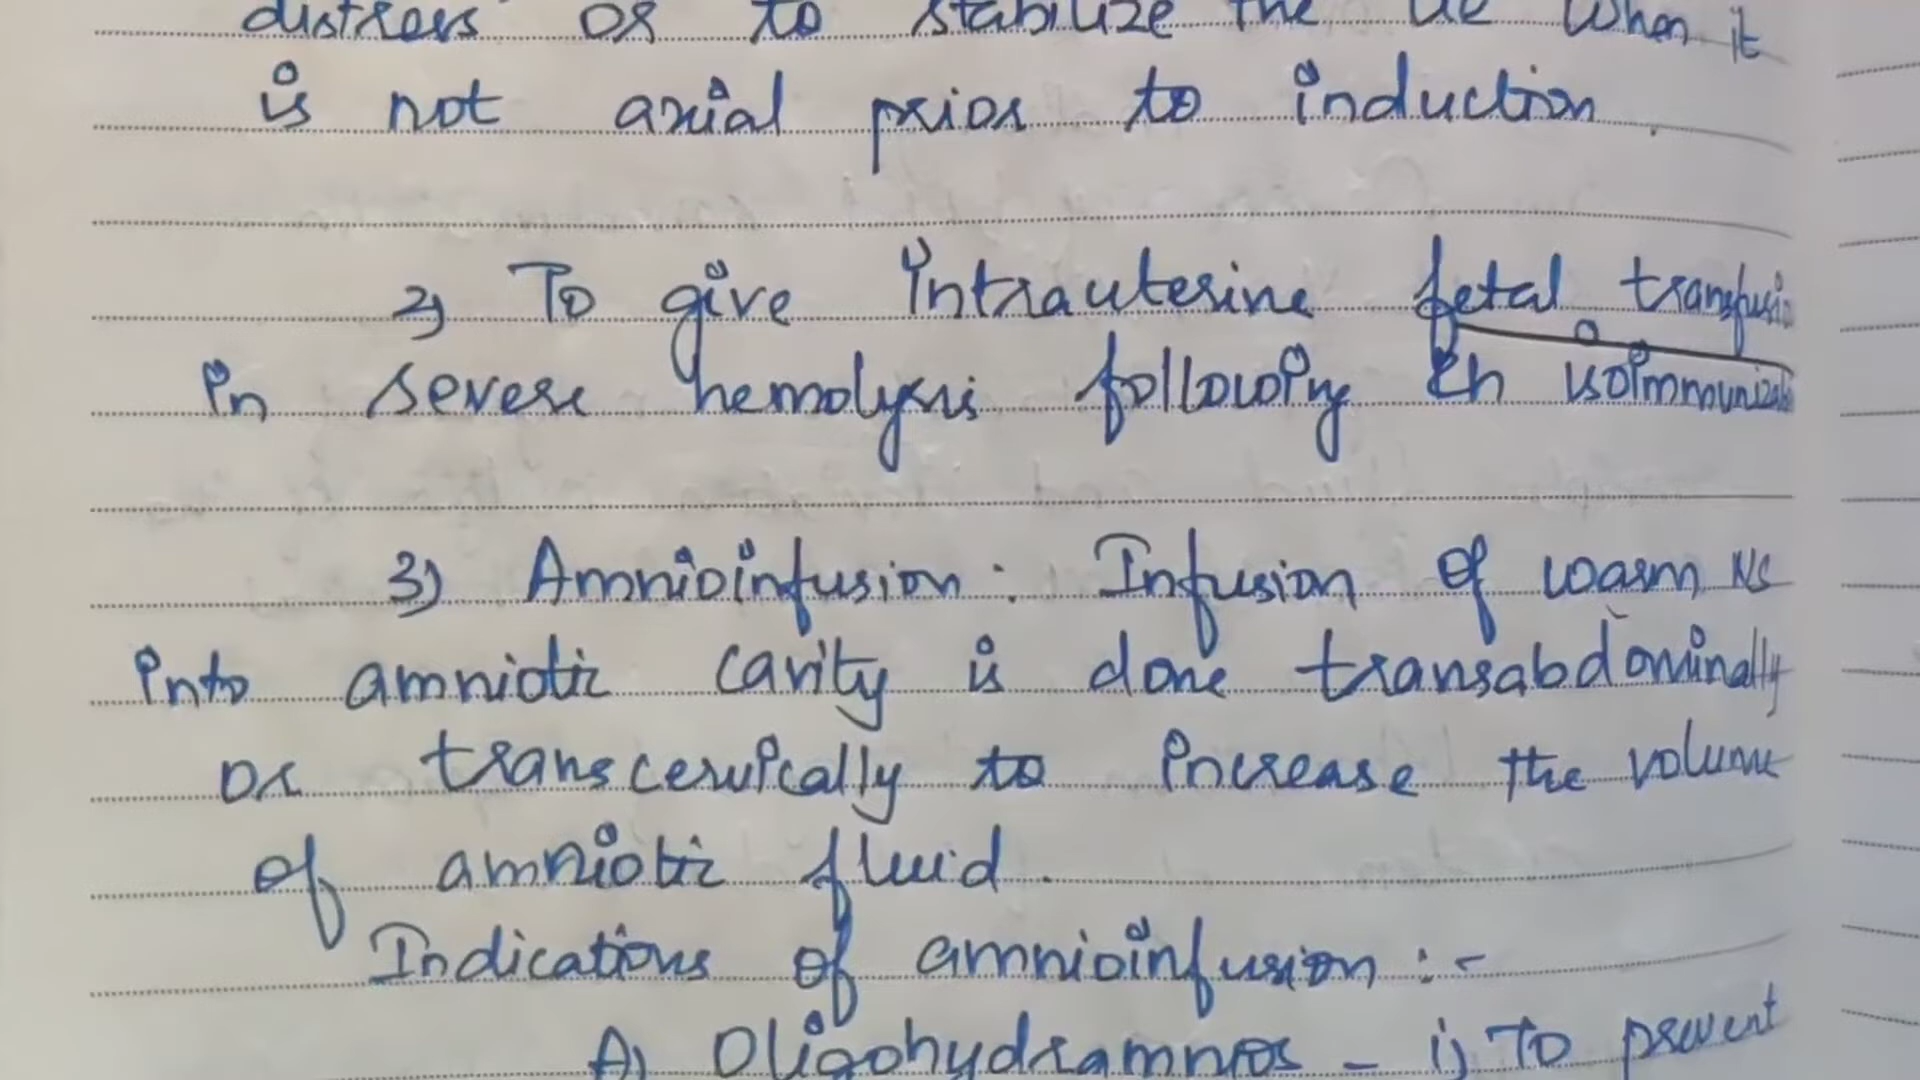 distress or to stabilize the lie when it
is not axial prior to induction.
2) To give intrauterine fetal transfusion
in severe hemolysis following Rh isoimmunization
3) Amnioinfusion: Infusion of warm NS
into amniotic cavity is done transabdominally
or transcervically to increase the volume
of amniotic fluid.
Indications of amnioinfusion :-
A) Oligohydramnios - i) To prevent